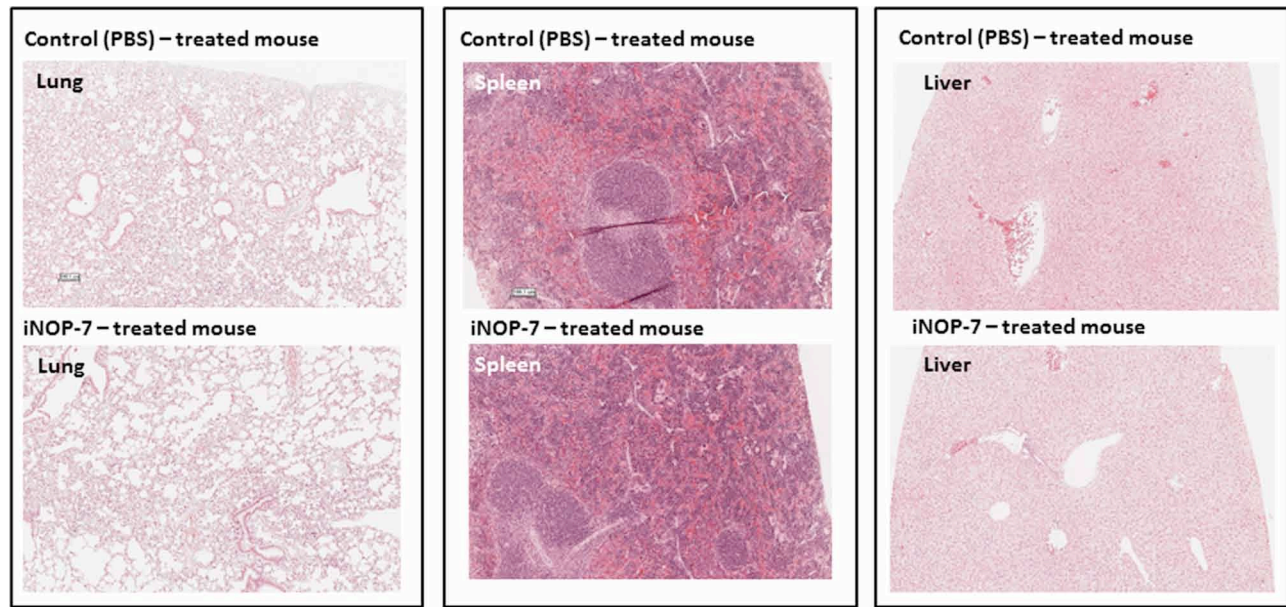 Control (PBS) – treated mouse
Lung
iNOP-7 – treated mouse
Lung
Control (PBS) – treated mouse
Spleen
iNOP-7 – treated mouse
Spleen
Control (PBS) – treated mouse
Liver
iNOP-7 – treated mouse
Liver